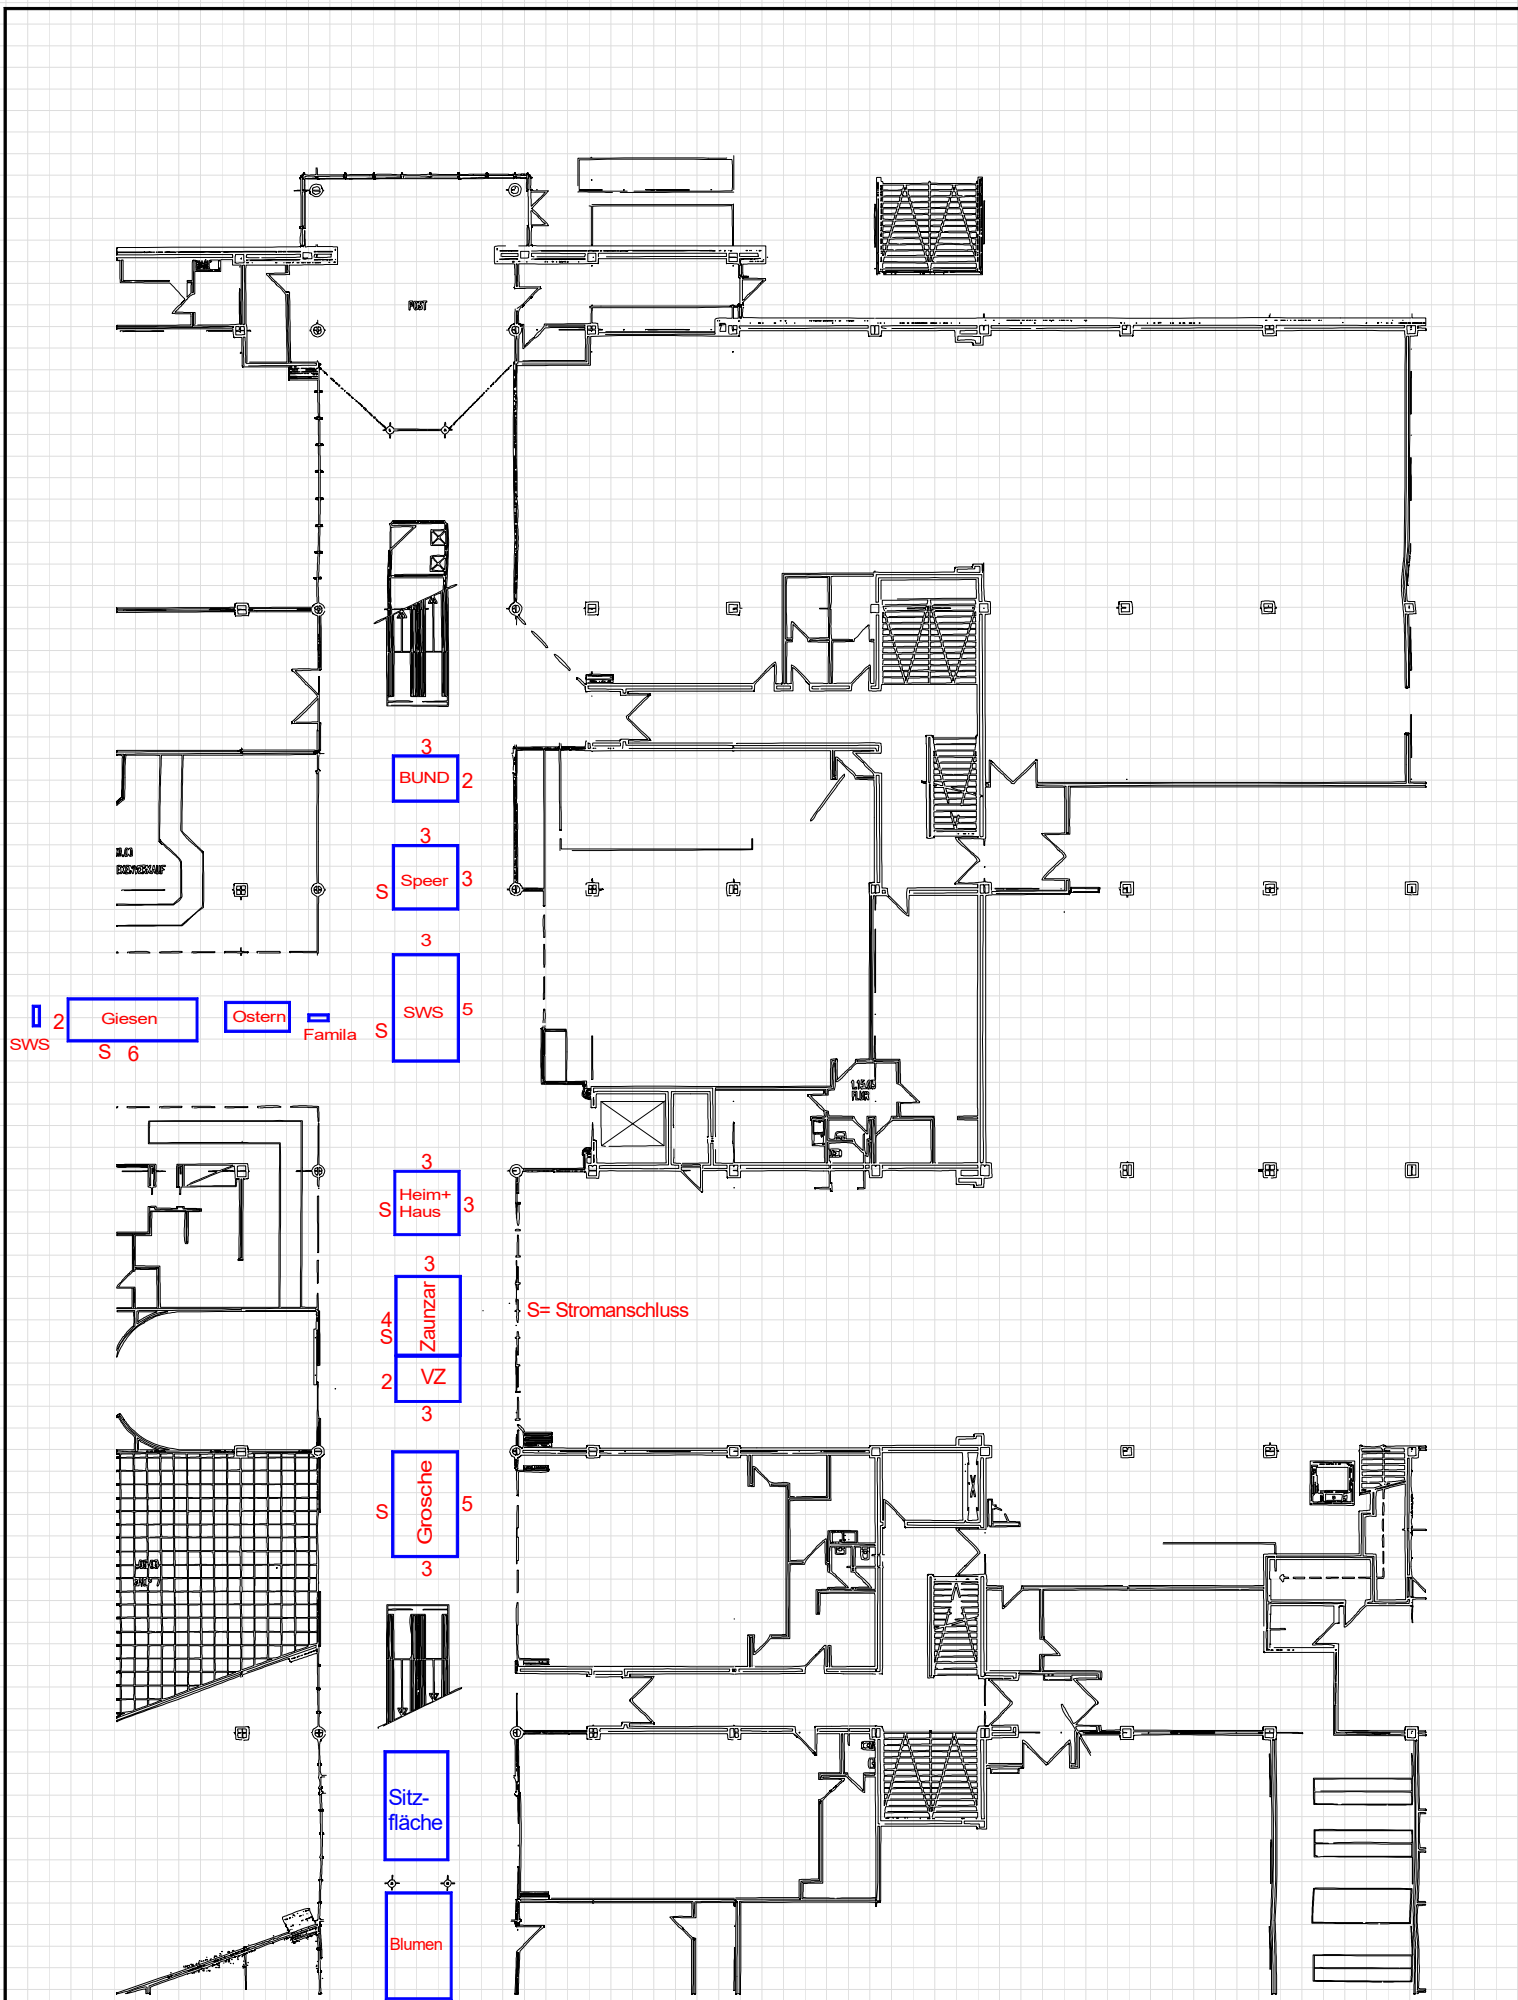 POST
3
BUND
2
3
Speer
3
S
3
SWS
5
S
SWS
2
Giesen
S 6
Ostern
Famila
FLUR
3
Heim+
Haus
3
S
3
Zaunzar
4
S
S= Stromanschluss
VZ
2
3
Grosche
5
S
3
Sitz-
fläche
Blumen